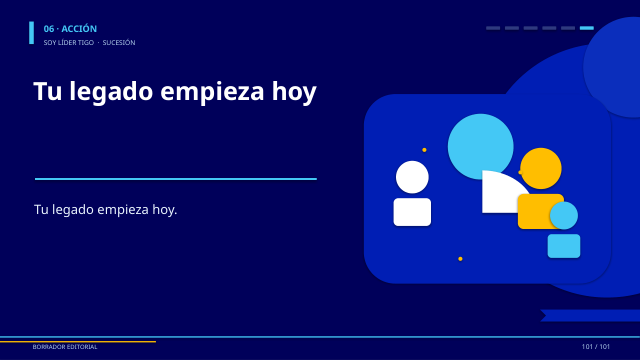 06 · ACCIÓN
SOY LÍDER TIGO · SUCESIÓN
Tu legado empieza hoy
Tu legado empieza hoy.
BORRADOR EDITORIAL
101 / 101